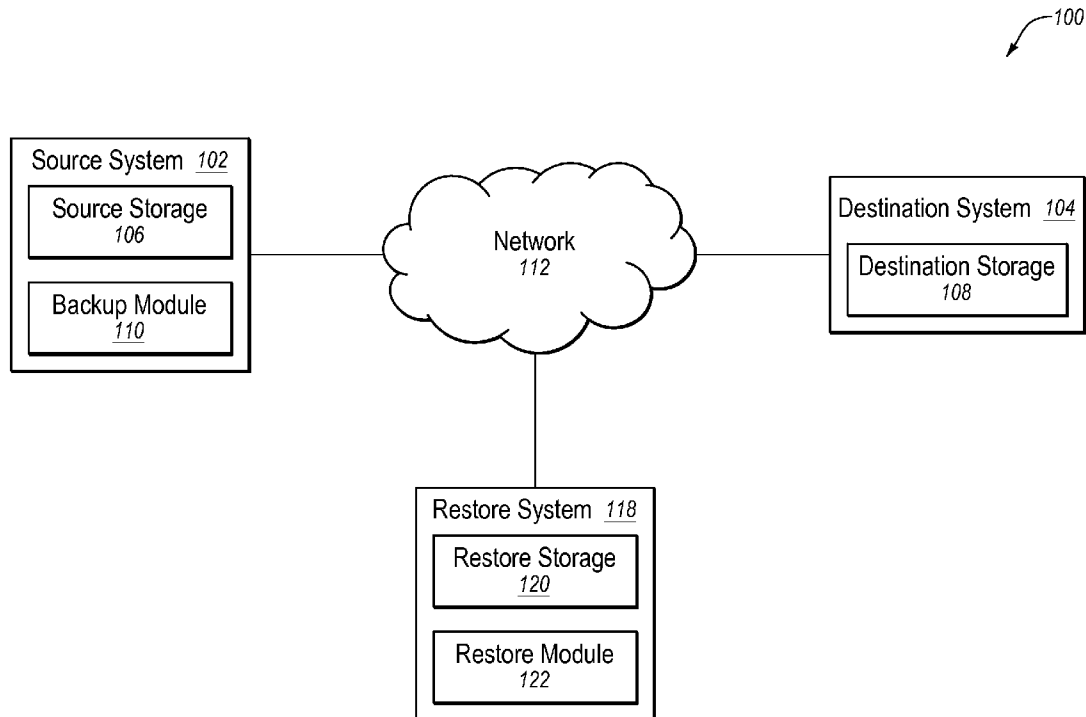 100
Source System 102
Source Storage
106
Backup Module
110
Network
112
Destination System 104
Destination Storage
108
Restore System 118
Restore Storage
120
Restore Module
122